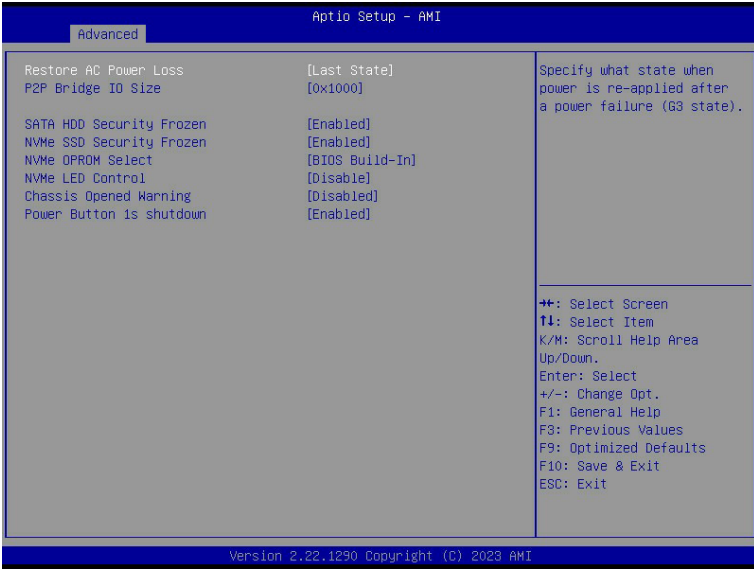 Aptio Setup – AMI
Advanced
Restore AC Power Loss [Last State]
P2P Bridge IO Size [0x1000]
SATA HDD Security Frozen [Enabled]
NVMe SSD Security Frozen [Enabled]
NVMe OPROM Select [BIOS Build-In]
NVMe LED Control [Disable]
Chassis Opened Warning [Disabled]
Power Button 1s shutdown [Enabled]
Specify what state when
power is re-applied after
a power failure (G3 state).
→←: Select Screen
↑↓: Select Item
K/M: Scroll Help Area
Up/Down.
Enter: Select
+/-: Change Opt.
F1: General Help
F3: Previous Values
F9: Optimized Defaults
F10: Save & Exit
ESC: Exit
Version 2.22.1290 Copyright (C) 2023 AMI